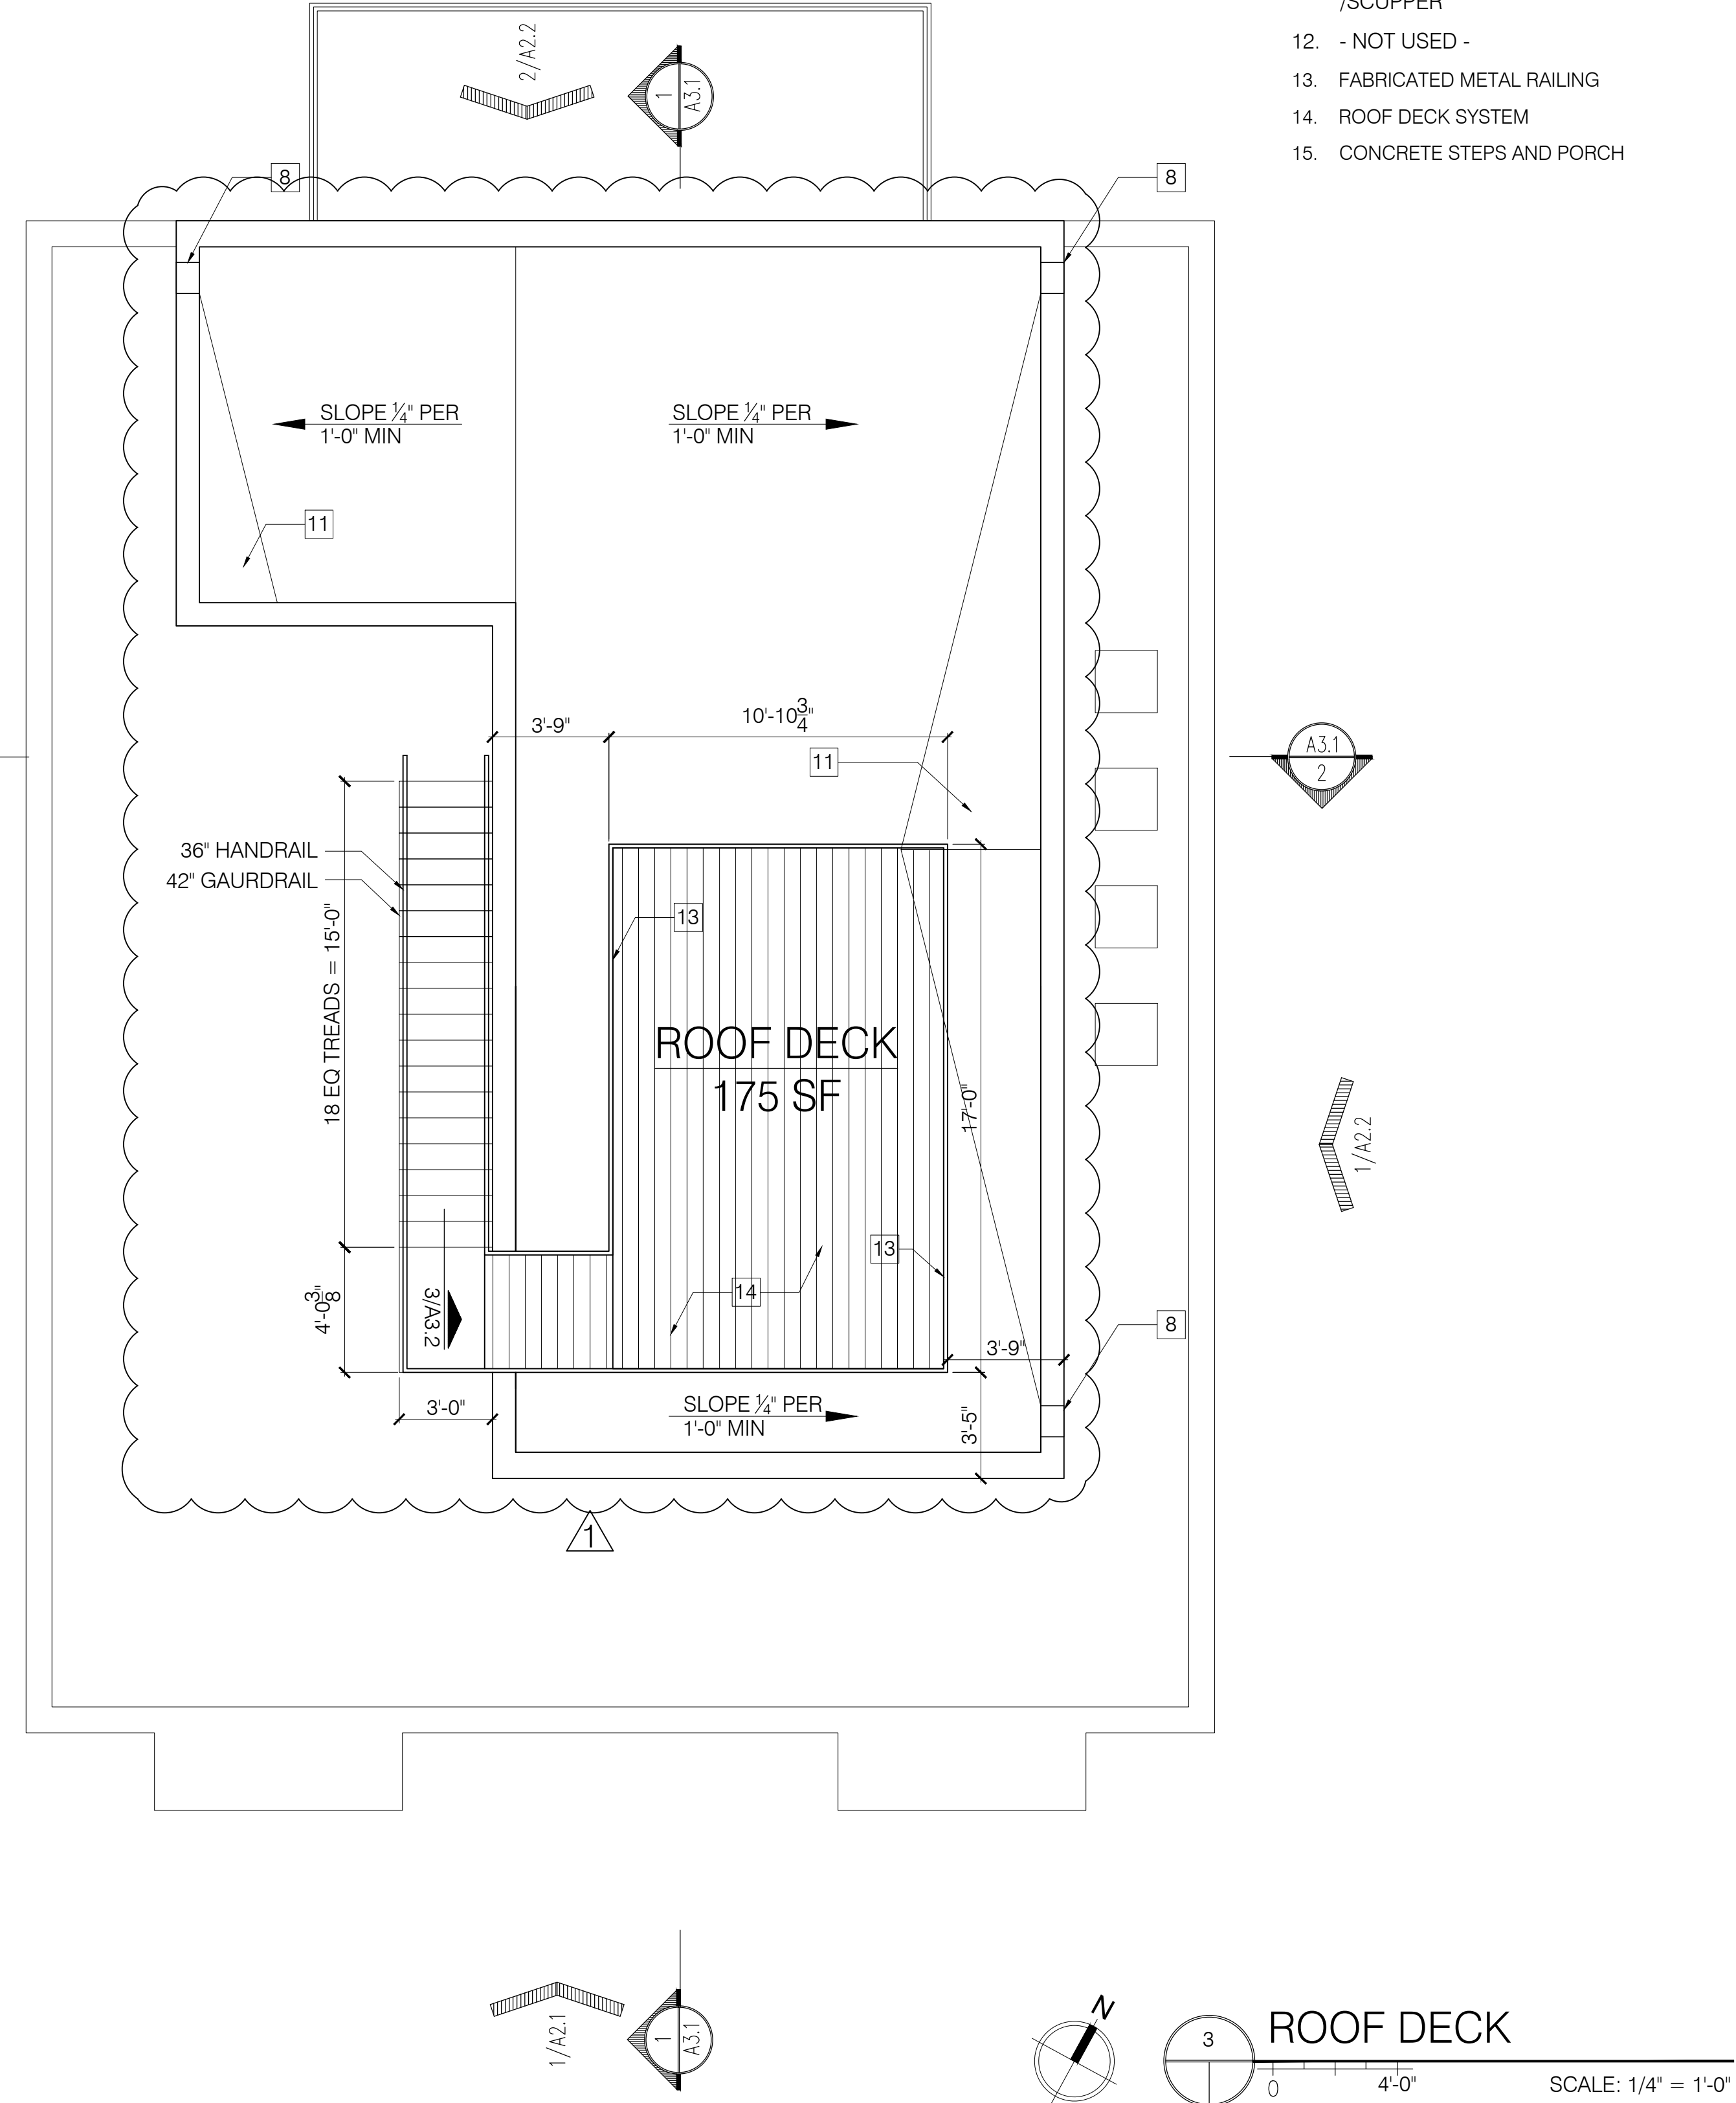 /SCUPPER
12. - NOT USED -
13. FABRICATED METAL RAILING
14. ROOF DECK SYSTEM
15. CONCRETE STEPS AND PORCH
2/A2.2
1
A3.1
8
8
SLOPE 1/4" PER
1'-0" MIN
SLOPE 1/4" PER
1'-0" MIN
11
3'-9"
10'-10 3/4"
11
A3.1
2
36" HANDRAIL
42" GAURDRAIL
18 EQ TREADS = 15'-0"
13
ROOF DECK
175 SF
17'-0"
1/A2.2
13
14
4'-0 3/8"
3/A3.2
8
3'-9"
3'-0"
SLOPE 1/4" PER
1'-0" MIN
3'-5"
1
1/A2.1
1
A3.1
N
3
ROOF DECK
0
4'-0"
SCALE: 1/4" = 1'-0"